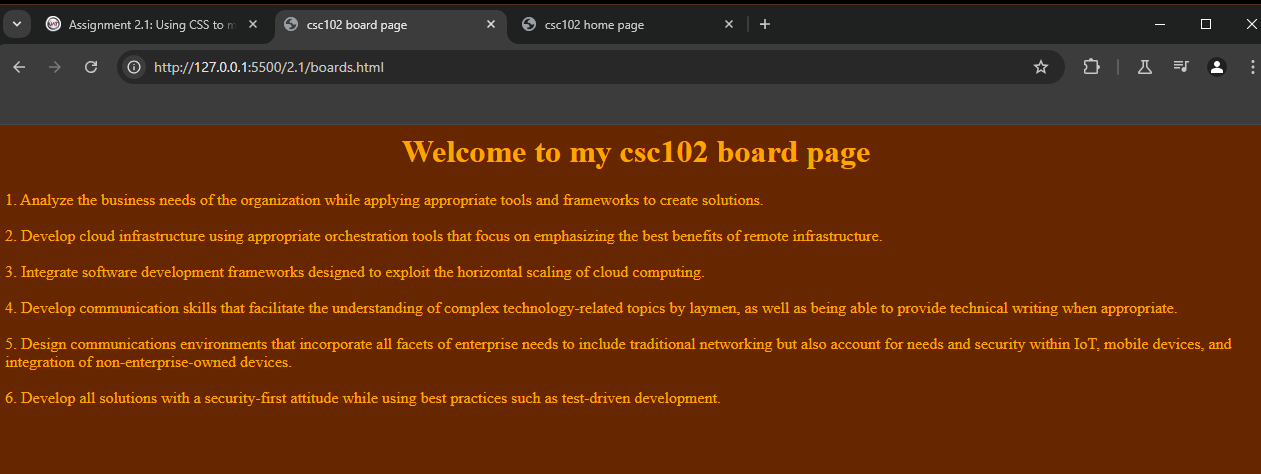 Assignment 2.1: Using CSS to m
csc102 board page
csc102 home page
http://127.0.0.1:5500/2.1/boards.html
Welcome to my csc102 board page
1. Analyze the business needs of the organization while applying appropriate tools and frameworks to create solutions.
2. Develop cloud infrastructure using appropriate orchestration tools that focus on emphasizing the best benefits of remote infrastructure.
3. Integrate software development frameworks designed to exploit the horizontal scaling of cloud computing.
4. Develop communication skills that facilitate the understanding of complex technology-related topics by laymen, as well as being able to provide technical writing when appropriate.
5. Design communications environments that incorporate all facets of enterprise needs to include traditional networking but also account for needs and security within IoT, mobile devices, and
integration of non-enterprise-owned devices.
6. Develop all solutions with a security-first attitude while using best practices such as test-driven development.